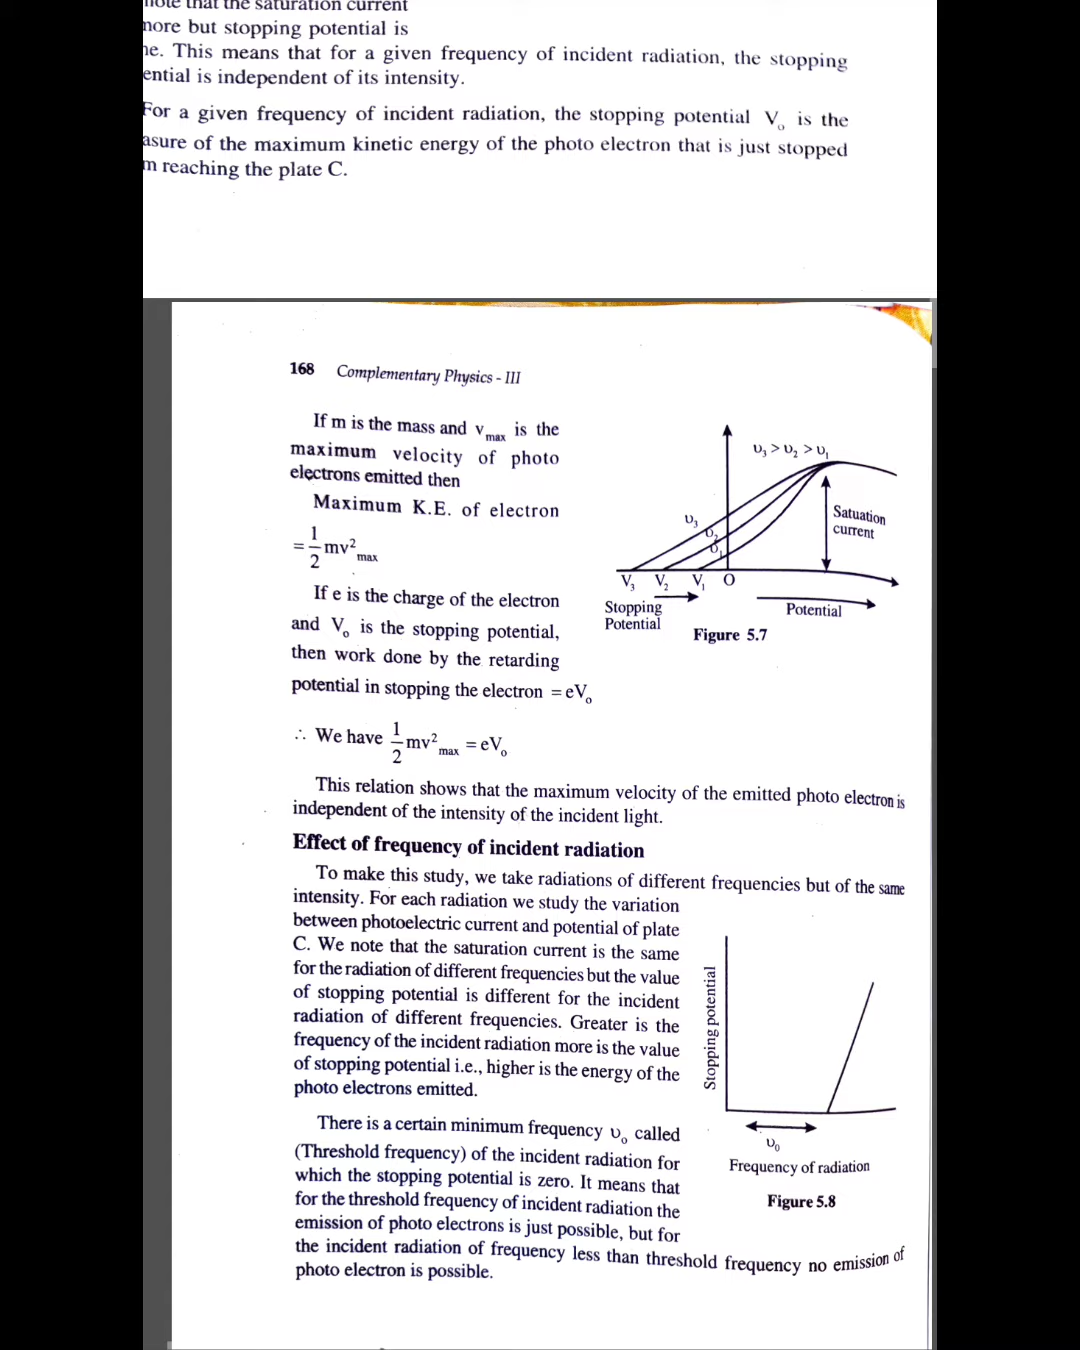 note that the saturation current
more but stopping potential is
ne. This means that for a given frequency of incident radiation, the stopping
ential is independent of its intensity.
For a given frequency of incident radiation, the stopping potential V₀ is the
asure of the maximum kinetic energy of the photo electron that is just stopped
m reaching the plate C.
168 Complementary Physics - III
If m is the mass and v_max is the
maximum velocity of photo
electrons emitted then
Maximum K.E. of electron
= 1/2 mv²_max
If e is the charge of the electron
and V₀ is the stopping potential,
then work done by the retarding
potential in stopping the electron = eV₀
∴ We have 1/2 mv²_max = eV₀
υ₃ > υ₂ > υ₁
υ₃
υ₂
υ₁
Satuation
current
V₃ V₂ V₁ O
Stopping
Potential
Potential
Figure 5.7
This relation shows that the maximum velocity of the emitted photo electron is
independent of the intensity of the incident light.
Effect of frequency of incident radiation
To make this study, we take radiations of different frequencies but of the same
intensity. For each radiation we study the variation
between photoelectric current and potential of plate
C. We note that the saturation current is the same
for the radiation of different frequencies but the value
of stopping potential is different for the incident
radiation of different frequencies. Greater is the
frequency of the incident radiation more is the value
of stopping potential i.e., higher is the energy of the
photo electrons emitted.
There is a certain minimum frequency υ₀ called
(Threshold frequency) of the incident radiation for
which the stopping potential is zero. It means that
for the threshold frequency of incident radiation the
emission of photo electrons is just possible, but for
the incident radiation of frequency less than threshold frequency no emission of
photo electron is possible.
Stopping potential
υ₀
Frequency of radiation
Figure 5.8